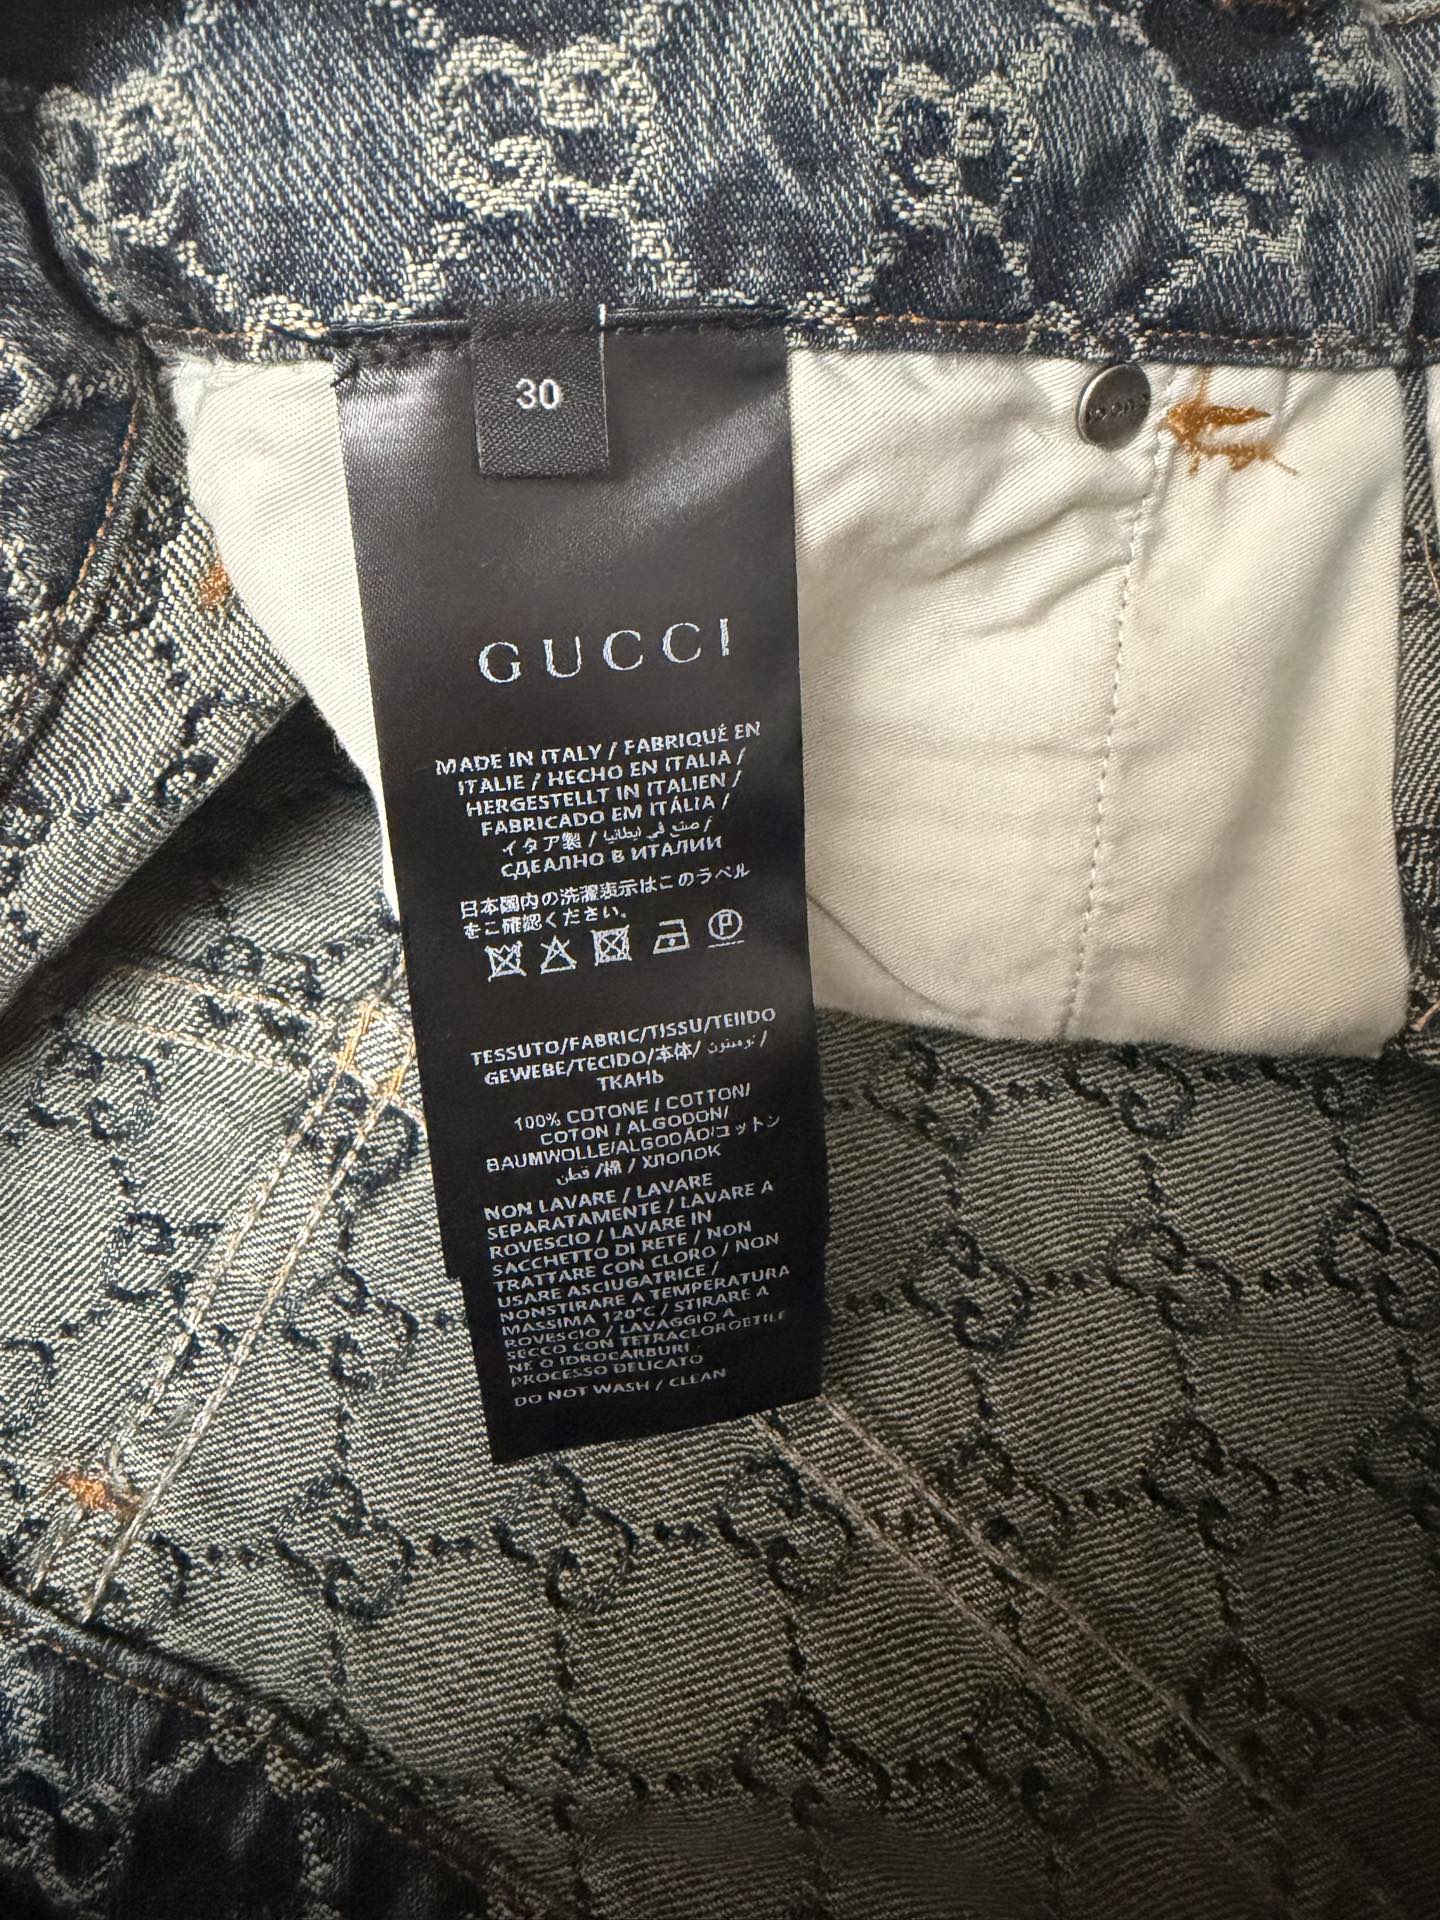 30
GUCCI
MADE IN ITALY / FABRIQUÉ EN
ITALIE / HECHO EN ITALIA /
HERGESTELLT IN ITALIEN /
FABRICADO EM ITÁLIA /
イタア製 / صنع في إيطاليا /
СДЕАЛНО В ИТАЛИИ
日本国内の洗濯表示はこのラベル
をご確認ください。
P
TESSUTO/FABRIC/TISSU/TEIIDO
GEWEBE/TECIDO/本体/ /
ТКАНЬ
100% COTONE / COTTON/
COTON / ALGODON/
BAUMWOLLE/ALGODÃO/コットン
قطن /棉 / ХЛОПОК
NON LAVARE / LAVARE
SEPARATAMENTE / LAVARE A
ROVESCIO / LAVARE IN
SACCHETTO DI RETE / NON
TRATTARE CON CLORO / NON
USARE ASCIUGATRICE /
NONSTIRARE A TEMPERATURA
MASSIMA 120°C / STIRARE A
ROVESCIO / LAVAGGIO A
SECCO CON TETRACLOROETILE
NE O IDROCARBURI
PROCESSO DELICATO
DO NOT WASH / CLEAN